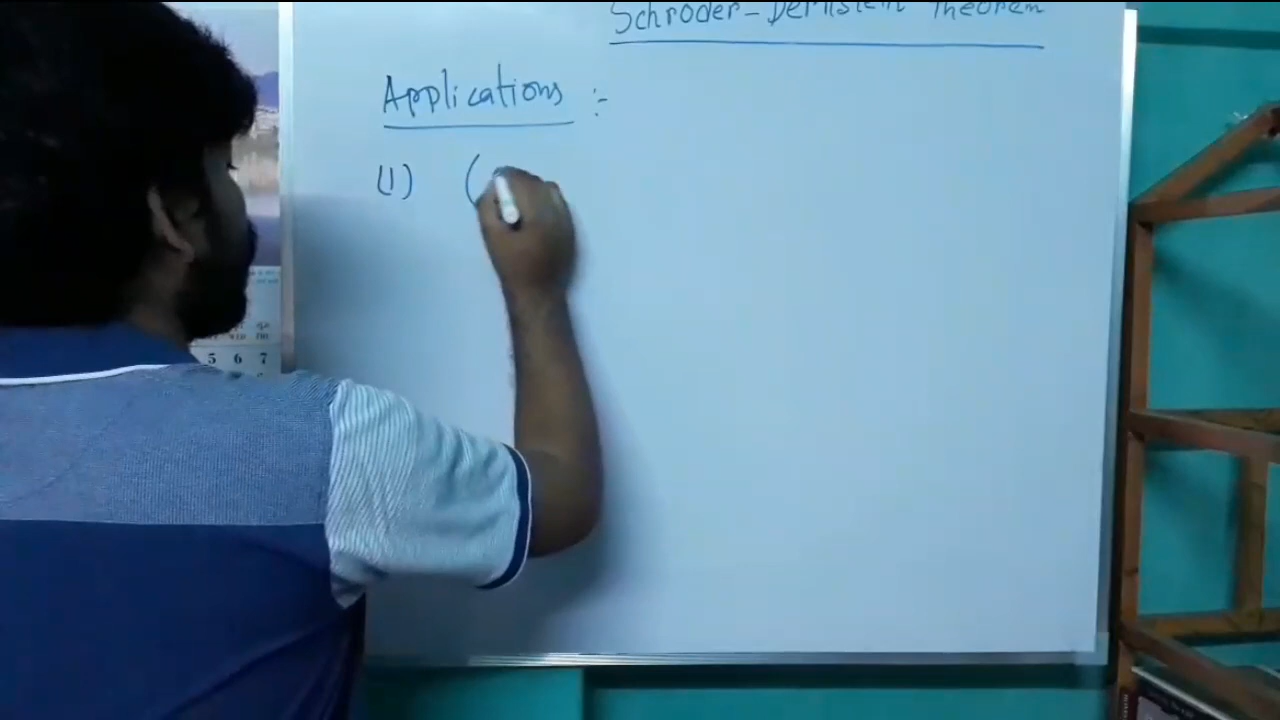 Schroder-Bernstein Theorem
Applications :-
(1) (
5 6 7